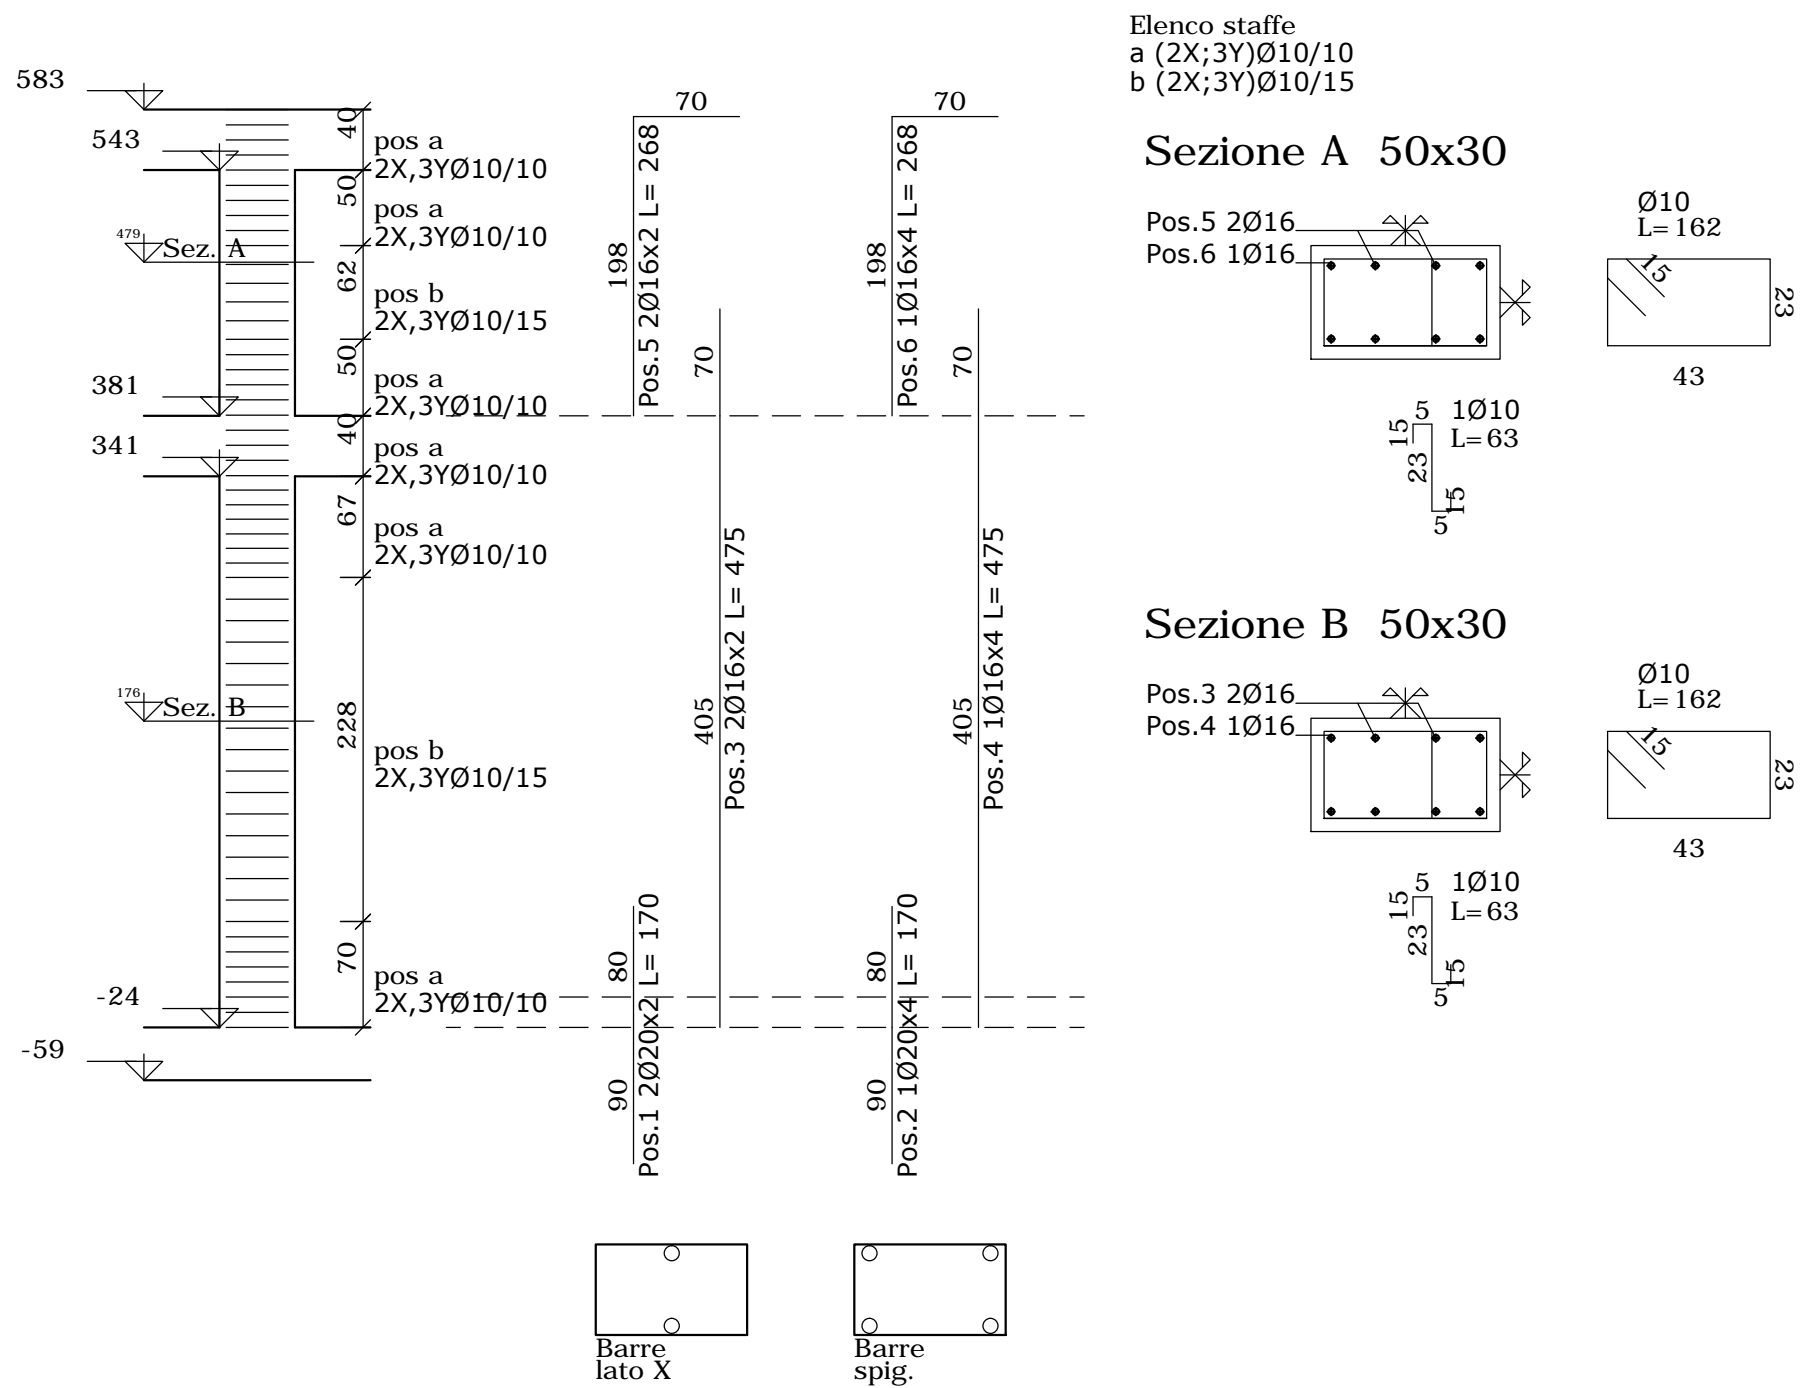 Elenco staffe
a (2X;3Y)Ø10/10
b (2X;3Y)Ø10/15
583
543
479
Sez. A
381
341
176
Sez. B
-24
-59
40
pos a
2X,3YØ10/10
50
pos a
2X,3YØ10/10
62
pos b
2X,3YØ10/15
50
pos a
2X,3YØ10/10
40
pos a
2X,3YØ10/10
67
pos a
2X,3YØ10/10
228
pos b
2X,3YØ10/15
70
pos a
2X,3YØ10/10
70
198
Pos.5 2Ø16x2 L= 268
70
405
Pos.3 2Ø16x2 L= 475
80
90
Pos.1 2Ø20x2 L= 170
70
198
Pos.6 1Ø16x4 L= 268
70
405
Pos.4 1Ø16x4 L= 475
80
90
Pos.2 1Ø20x4 L= 170
Barre
lato X
Barre
spig.
Sezione A 50x30
Pos.5 2Ø16
Pos.6 1Ø16
Ø10
L=162
15
23
43
5
1Ø10
L=63
15
23
15
5
Sezione B 50x30
Pos.3 2Ø16
Pos.4 1Ø16
Ø10
L=162
15
23
43
5
1Ø10
L=63
15
23
15
5